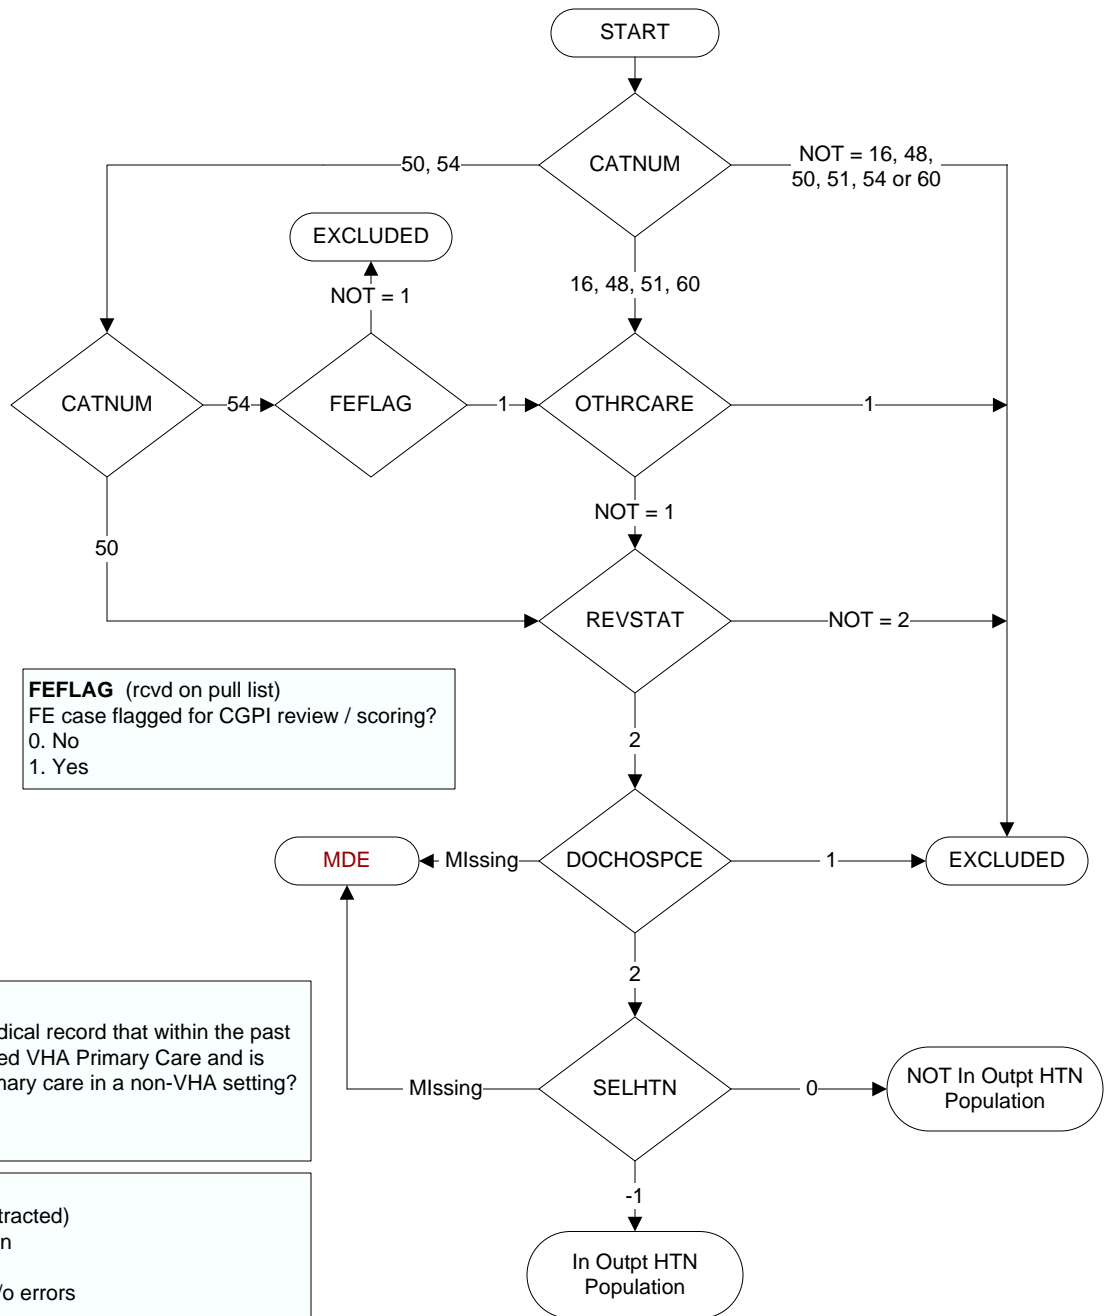 START
CATNUM
50, 54
NOT = 16, 48,
50, 51, 54 or 60
EXCLUDED
NOT = 1
16, 48, 51, 60
CATNUM
54
FEFLAG
1
OTHRCARE
1
NOT = 1
50
REVSTAT
NOT = 2
FEFLAG (rcvd on pull list)
FE case flagged for CGPI review / scoring?
0. No
1. Yes
2
MDE
MIssing
DOCHOSPCE
1
EXCLUDED
2
dical record that within the past
ed VHA Primary Care and is
nary care in a non-VHA setting?
MIssing
SELHTN
0
NOT In Outpt HTN
Population
-1
tracted)
n
/o errors
In Outpt HTN
Population